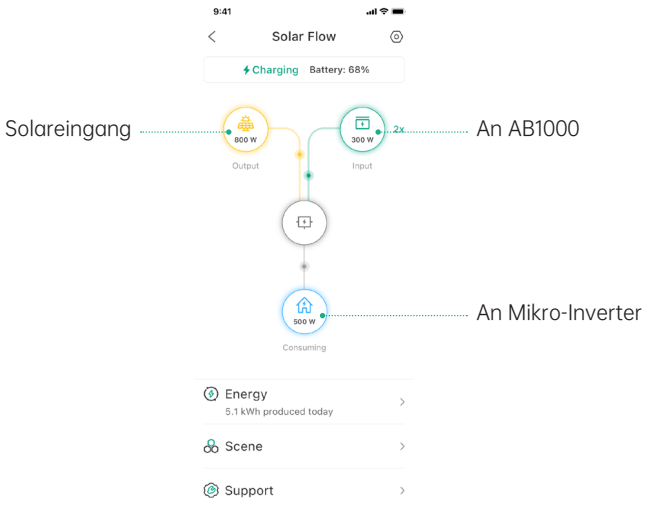 9:41
Solar Flow
Charging Battery: 68%
Solareingang
800 W
300 W
2x
An AB1000
Output
Input
500 W
An Mikro-Inverter
Consuming
Energy
5.1 kWh produced today
Scene
Support